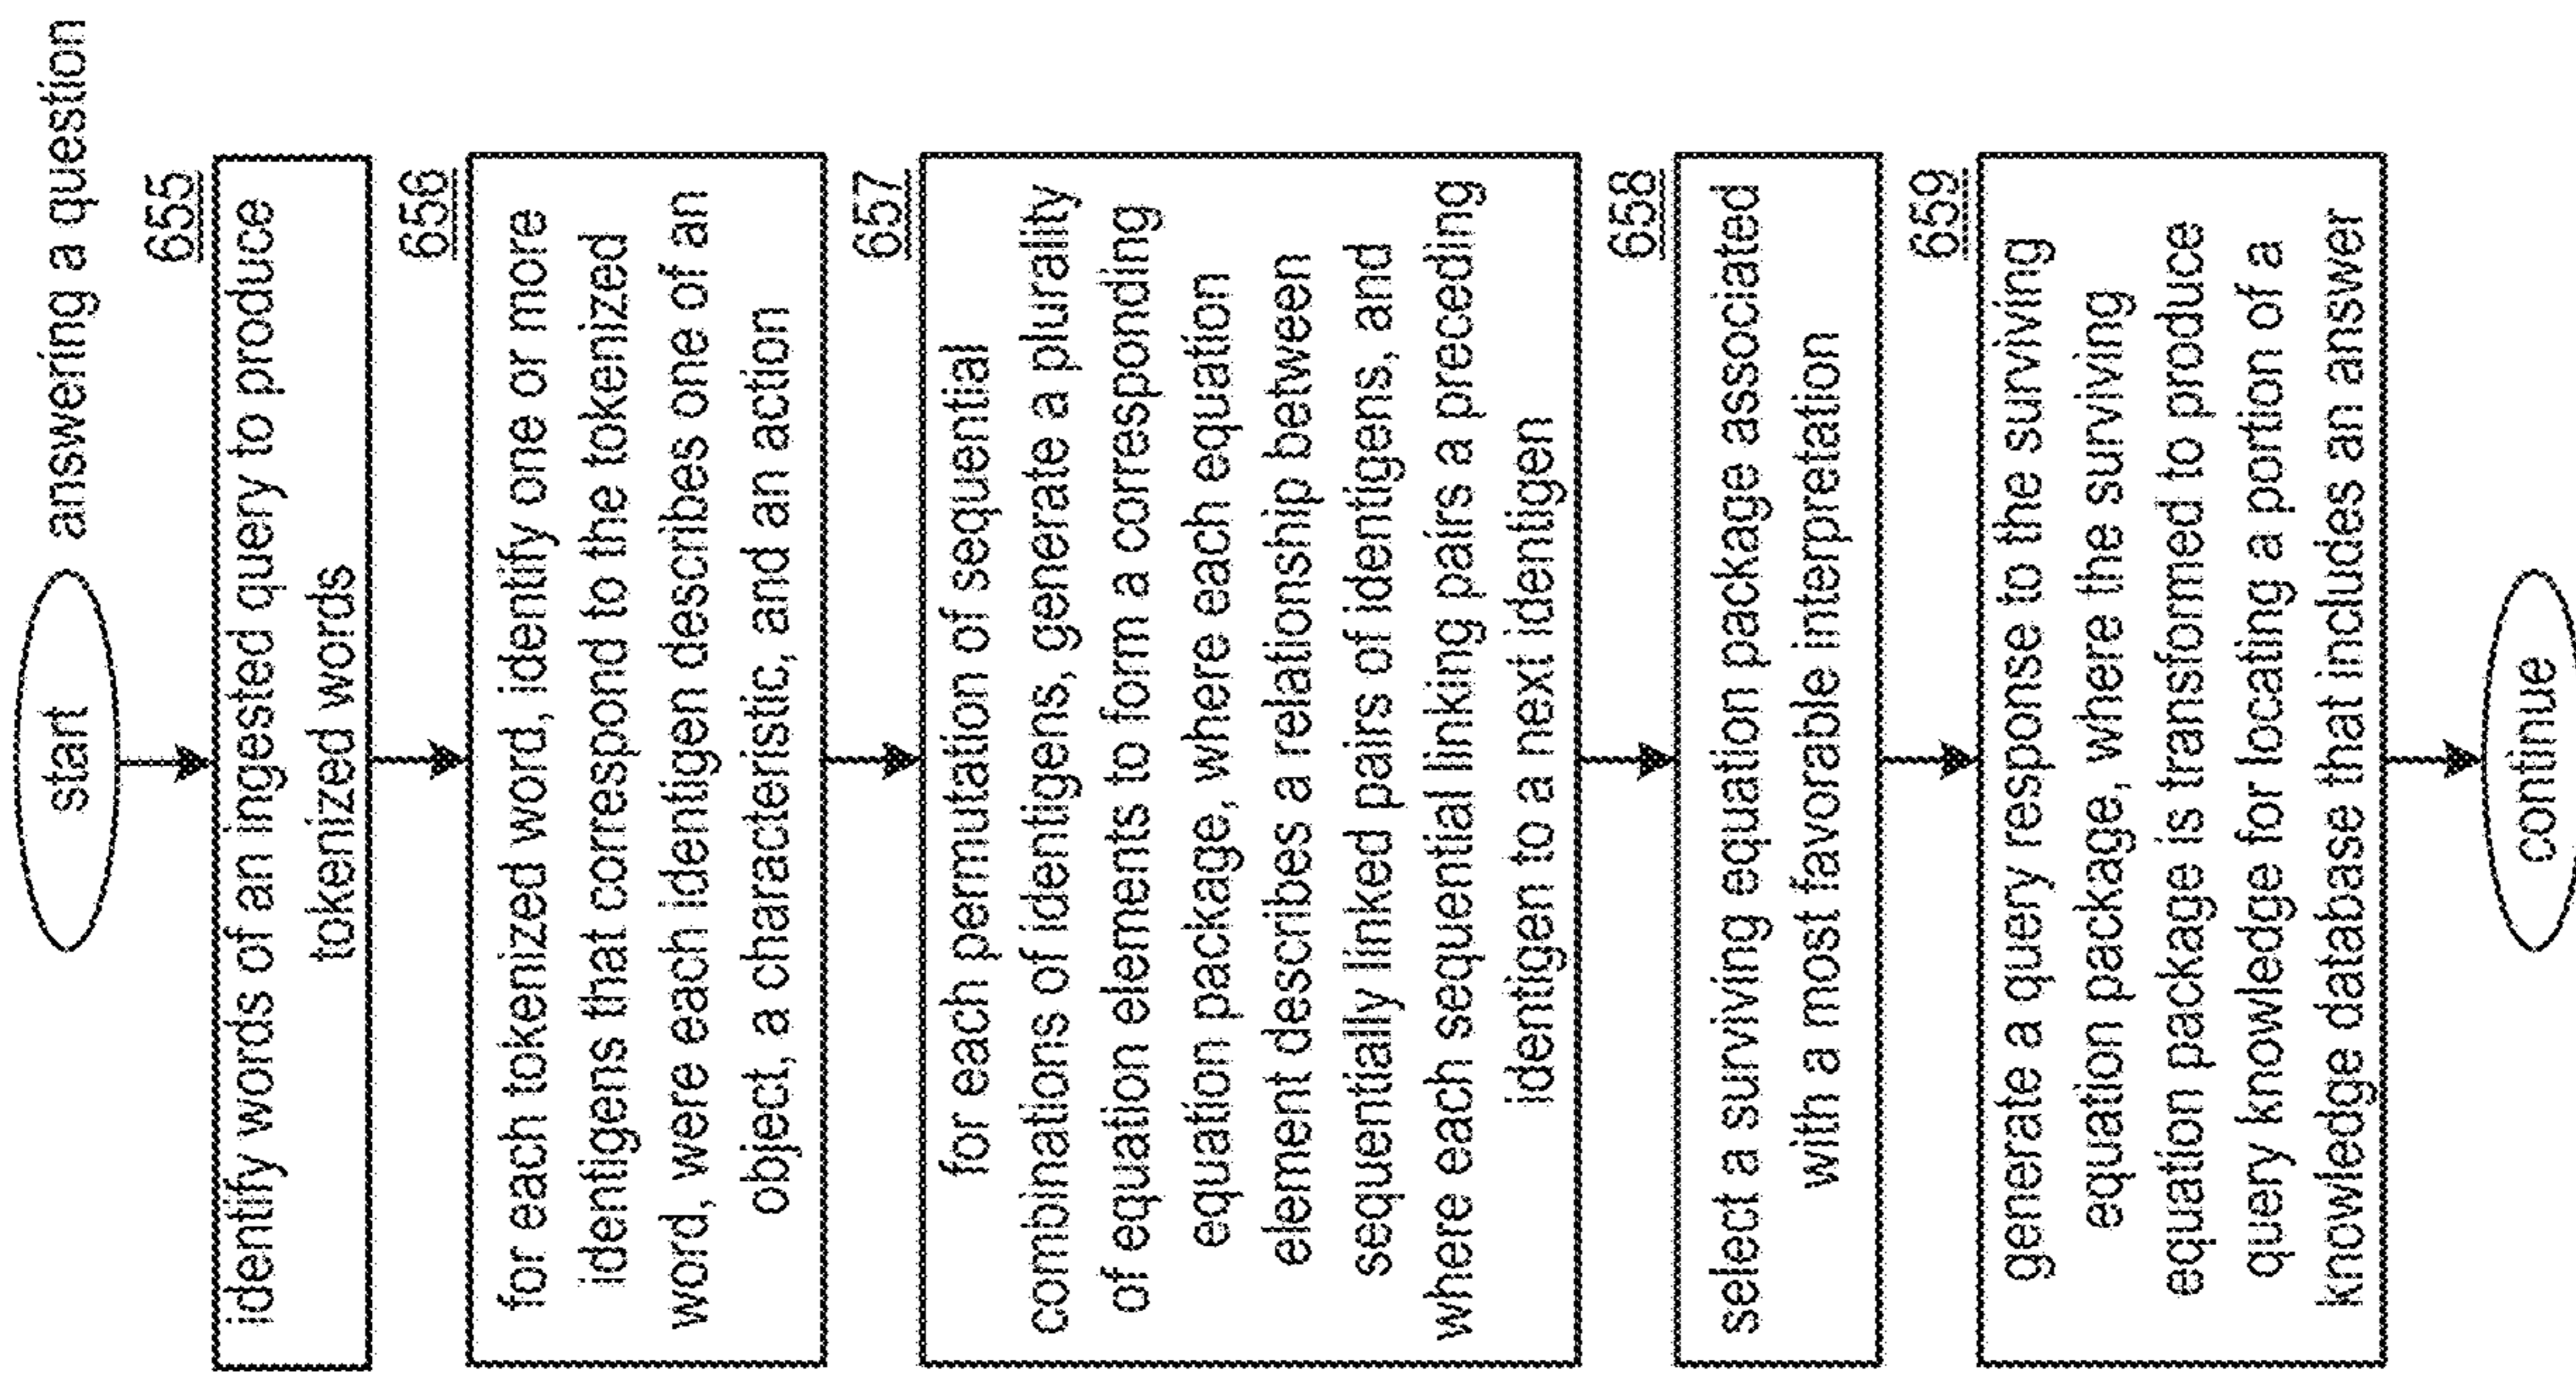 answering a question
start
655
identify words of an ingested query to produce
tokenized words
656
for each tokenized word, identify one or more
identigens that correspond to the tokenized
word, were each identigen describes one of an
object, a characteristic, and an action
657
for each permutation of sequential
combinations of identigens, generate a plurality
of equation elements to form a corresponding
equation package, where each equation
element describes a relationship between
sequentially linked pairs of identigens, and
where each sequential linking pairs a preceding
identigen to a next identigen
658
select a surviving equation package associated
with a most favorable interpretation
659
generate a query response to the surviving
equation package, where the surviving
equation package is transformed to produce
query knowledge for locating a portion of a
knowledge database that includes an answer
continue